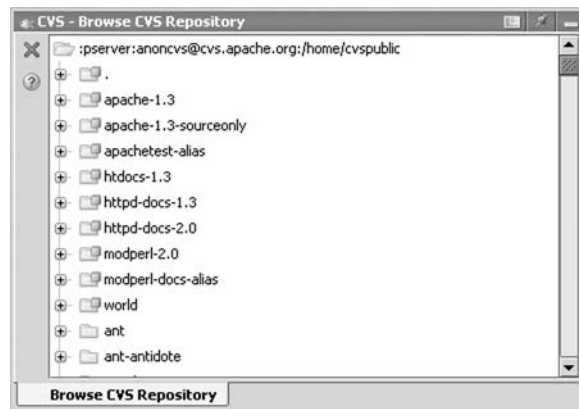 CVS - Browse CVS Repository
:pserver:anoncvs@cvs.apache.org:/home/cvspublic
.
apache-1.3
apache-1.3-sourceonly
apachetest-alias
htdocs-1.3
httpd-docs-1.3
httpd-docs-2.0
modperl-2.0
modperl-docs-alias
world
ant
ant-antidote
Browse CVS Repository